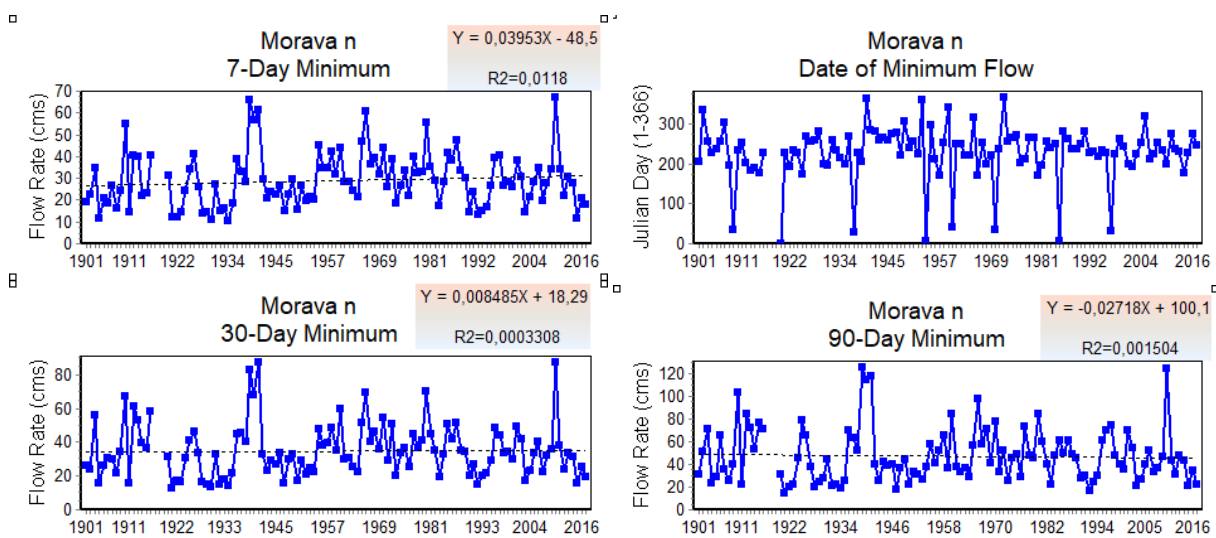 Morava n
7-Day Minimum
Y = 0,03953X - 48,5
R2=0,0118
Flow Rate (cms)
70
60
50
40
30
20
10
0
1901 1911 1922 1934 1945 1957 1969 1981 1992 2004 2016
Morava n
Date of Minimum Flow
Julian Day (1-366)
300
200
100
0
1901 1911 1922 1934 1945 1957 1969 1981 1992 2004 2016
Morava n
30-Day Minimum
Y = 0,008485X + 18,29
R2=0,0003308
Flow Rate (cms)
80
60
40
20
0
1901 1911 1922 1933 1945 1957 1969 1981 1993 2004 2016
Morava n
90-Day Minimum
Y = -0,02718X + 100,1
R2=0,001504
Flow Rate (cms)
120
100
80
60
40
20
0
1901 1911 1922 1934 1946 1958 1970 1982 1994 2004 2016